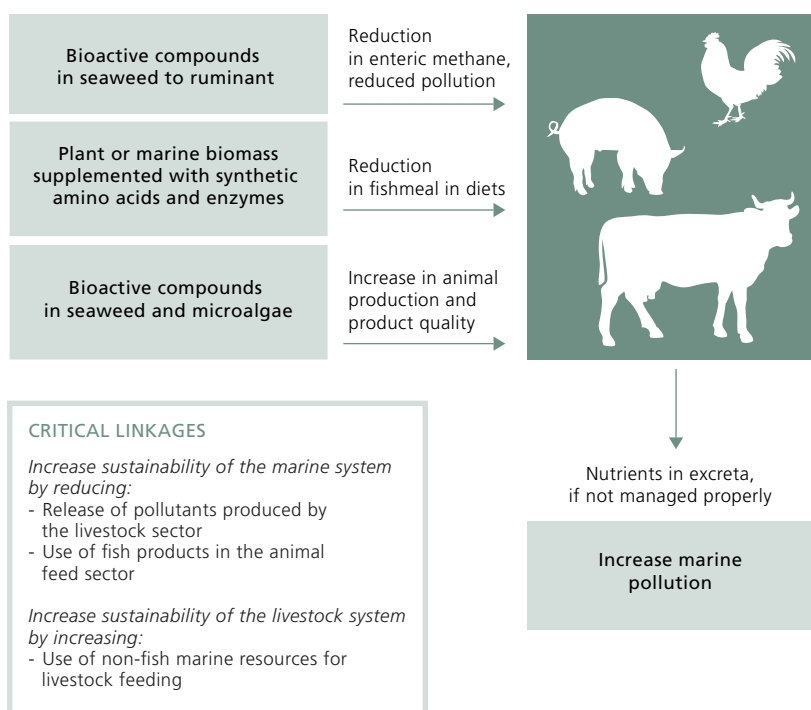 Bioactive compounds
in seaweed to ruminant
Reduction
in enteric methane,
reduced pollution
Plant or marine biomass
supplemented with synthetic
amino acids and enzymes
Reduction
in fishmeal in diets
Bioactive compounds
in seaweed and microalgae
Increase in animal
production and
product quality
CRITICAL LINKAGES
Increase sustainability of the marine system
by reducing:
- Release of pollutants produced by
the livestock sector
- Use of fish products in the animal
feed sector
Increase sustainability of the livestock system
by increasing:
- Use of non-fish marine resources for
livestock feeding
Nutrients in excreta,
if not managed properly
Increase marine
pollution